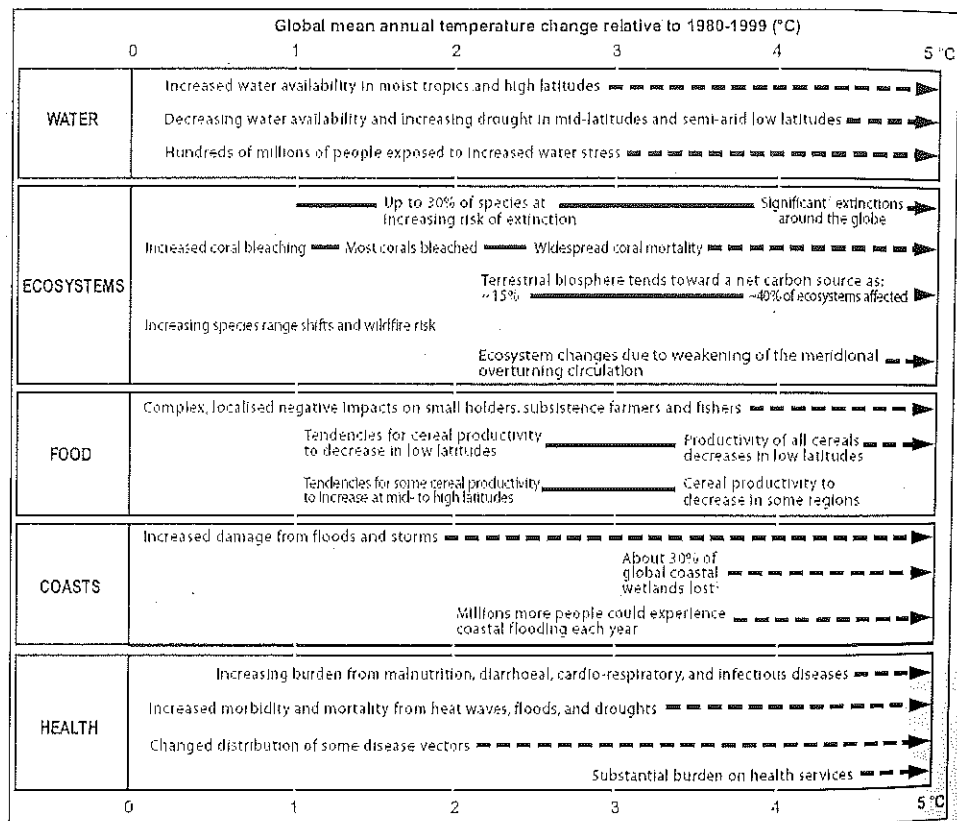 Global mean annual temperature change relative to 1980-1999 (°C)
0 1 2 3 4 5 °C
WATER
Increased water availability in moist tropics and high latitudes
Decreasing water availability and increasing drought in mid-latitudes and semi-arid low latitudes
Hundreds of millions of people exposed to increased water stress
ECOSYSTEMS
Up to 30% of species at
increasing risk of extinction
Significant extinctions
around the globe
Increased coral bleaching Most corals bleached Widespread coral mortality
Terrestrial biosphere tends toward a net carbon source as:
~15% ~40% of ecosystems affected
Increasing species range shifts and wildfire risk
Ecosystem changes due to weakening of the meridional
overturning circulation
FOOD
Complex, localised negative impacts on small holders, subsistence farmers and fishers
Tendencies for cereal productivity
to decrease in low latitudes
Productivity of all cereals
decreases in low latitudes
Tendencies for some cereal productivity
to increase at mid- to high latitudes
Cereal productivity to
decrease in some regions
COASTS
Increased damage from floods and storms
About 30% of
global coastal
wetlands lost
Millions more people could experience
coastal flooding each year
HEALTH
Increasing burden from malnutrition, diarrhoeal, cardio-respiratory, and infectious diseases
Increased morbidity and mortality from heat waves, floods, and droughts
Changed distribution of some disease vectors
Substantial burden on health services
0 1 2 3 4 5 °C